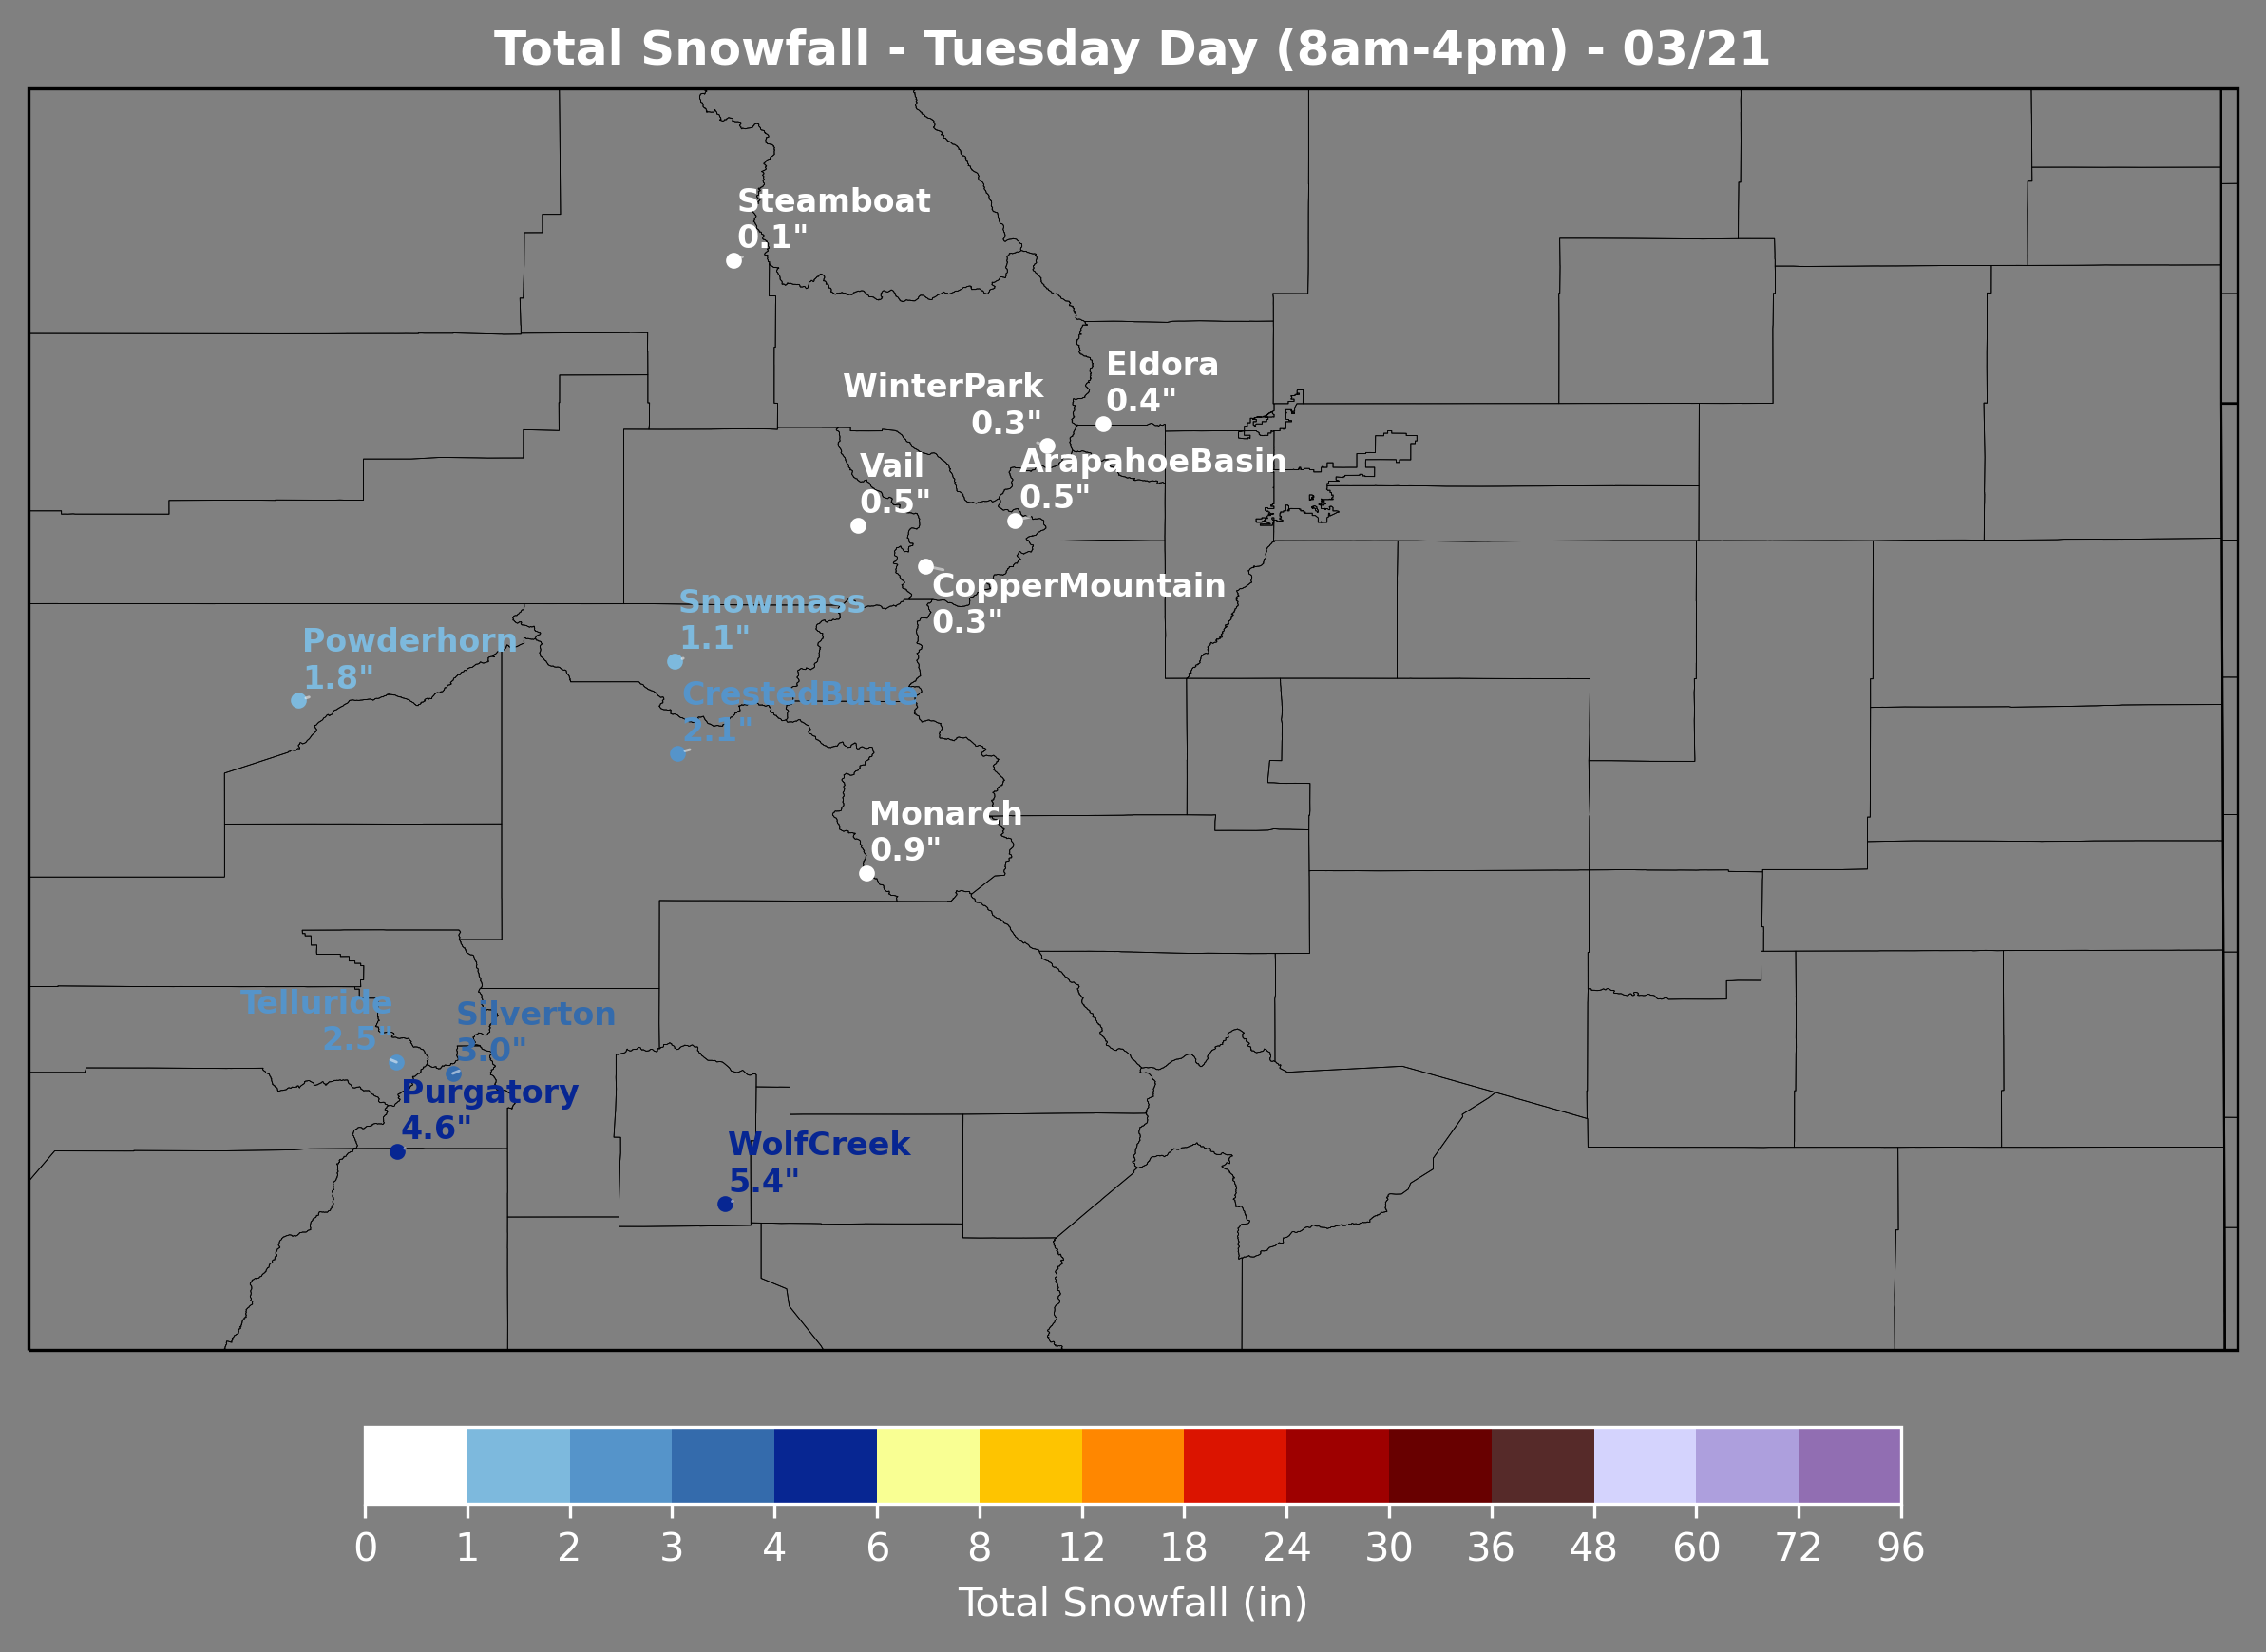 Total Snowfall - Tuesday Day (8am-4pm) - 03/21
Steamboat
0.1"
Eldora
0.4"
WinterPark
0.3"
Vail
0.5"
ArapahoeBasin
0.5"
CopperMountain
0.3"
Snowmass
1.1"
Powderhorn
1.8"
CrestedButte
2.1"
Monarch
0.9"
Telluride
2.5"
Silverton
3.0"
Purgatory
4.6"
WolfCreek
5.4"
0 1 2 3 4 6 8 12 18 24 30 36 48 60 72 96
Total Snowfall (in)